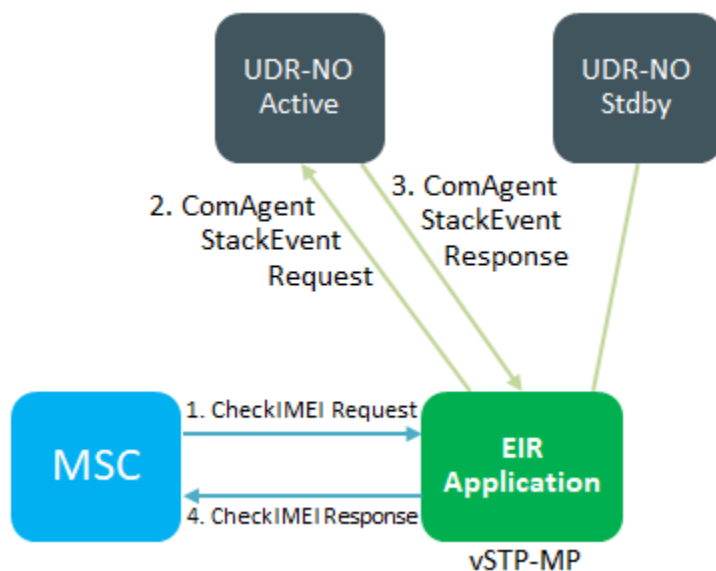 UDR-NO
Active
UDR-NO
Stdby
2. ComAgent
StackEvent
Request
3. ComAgent
StackEvent
Response
MSC
1. CheckIMEI Request
4. CheckIMEI Response
EIR
Application
vSTP-MP